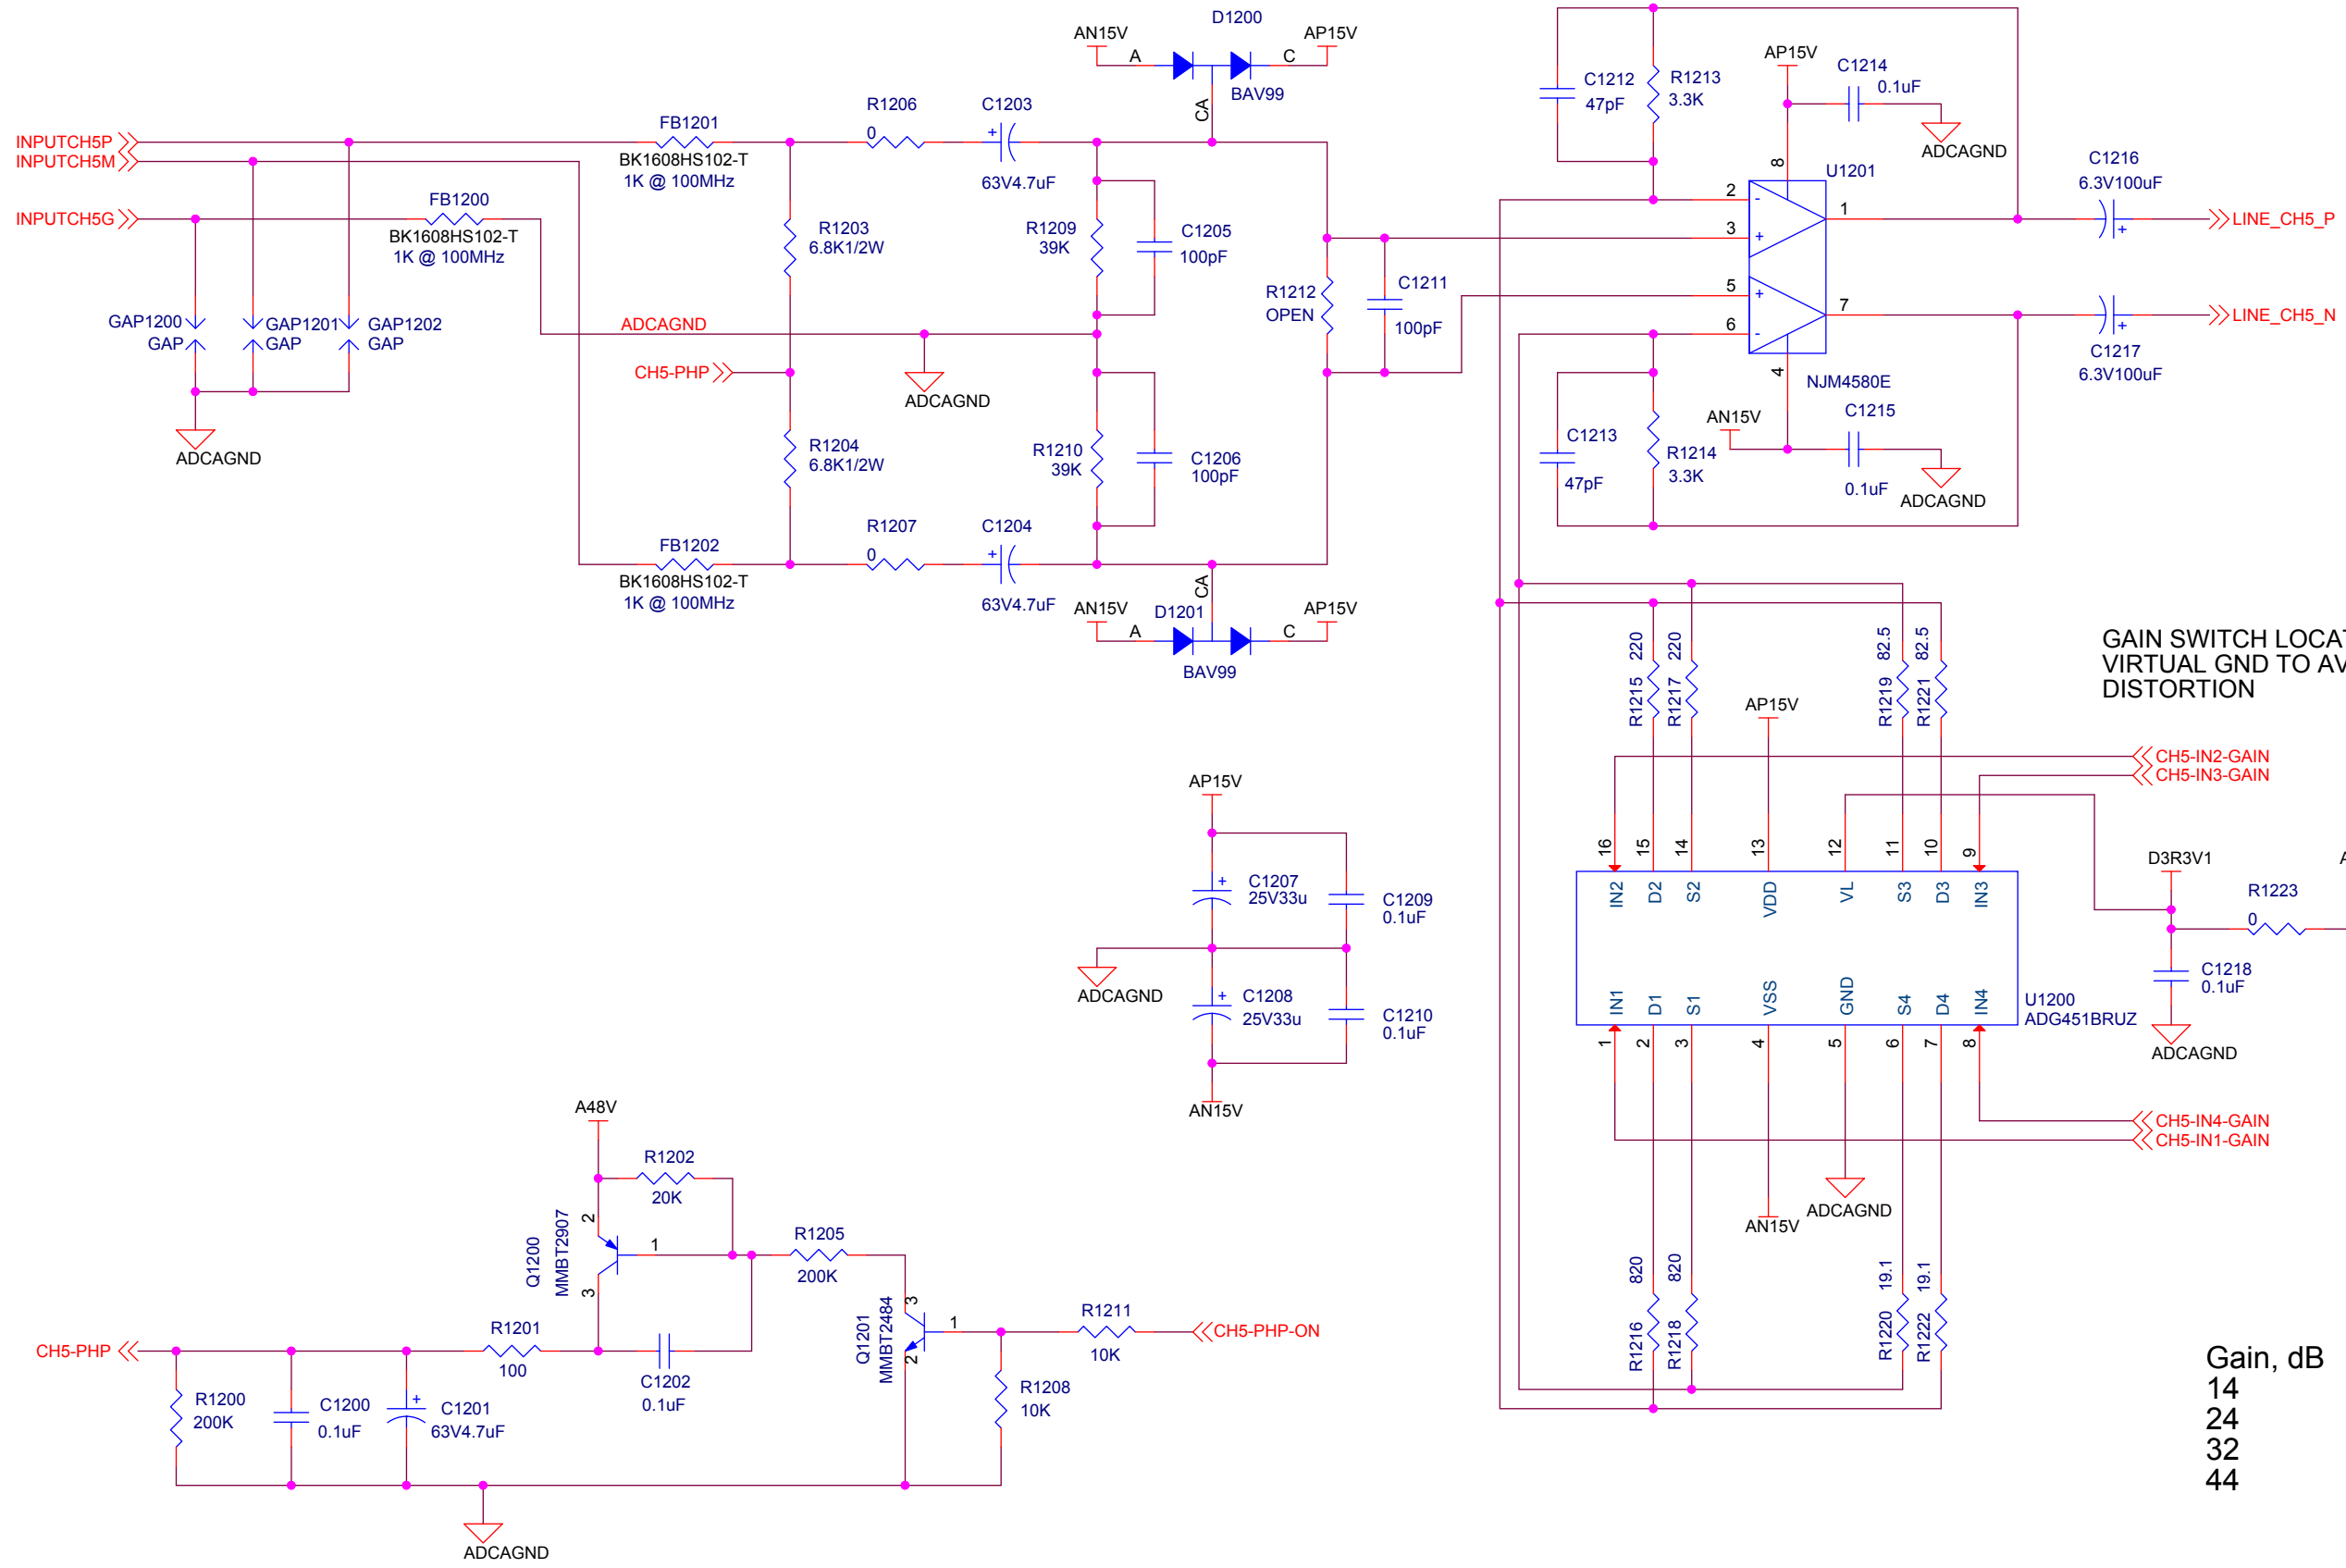 D1200
AN15V
AP15V
A
C
BAV99
CA
INPUTCH5P
INPUTCH5M
INPUTCH5G
FB1201
BK1608HS102-T
1K @ 100MHz
FB1200
BK1608HS102-T
1K @ 100MHz
R1206
0
C1203
+
63V4.7uF
R1203
6.8K1/2W
R1209
39K
C1205
100pF
GAP1200
GAP
GAP1201
GAP
GAP1202
GAP
ADCAGND
ADCAGND
CH5-PHP
ADCAGND
R1212
OPEN
C1211
100pF
R1204
6.8K1/2W
R1210
39K
C1206
100pF
FB1202
BK1608HS102-T
1K @ 100MHz
R1207
0
C1204
+
63V4.7uF
CA
AN15V
D1201
AP15V
A
C
BAV99
C1212
47pF
R1213
3.3K
AP15V
C1214
0.1uF
ADCAGND
8
U1201
2
-
1
3
+
5
+
7
6
-
4
NJM4580E
C1216
6.3V100uF
+
LINE_CH5_P
LINE_CH5_N
+
C1217
6.3V100uF
AN15V
C1215
0.1uF
ADCAGND
C1213
47pF
R1214
3.3K
GAIN SWITCH LOCAT
VIRTUAL GND TO AV
DISTORTION
R1215 220
R1217 220
R1219 82.5
R1221 82.5
AP15V
CH5-IN2-GAIN
CH5-IN3-GAIN
16
15
14
13
12
11
10
9
IN2
D2
S2
VDD
VL
S3
D3
IN3
IN1
D1
S1
VSS
GND
S4
D4
IN4
1
2
3
4
5
6
7
8
U1200
ADG451BRUZ
D3R3V1
A
R1223
0
C1218
0.1uF
ADCAGND
CH5-IN4-GAIN
CH5-IN1-GAIN
ADCAGND
AN15V
R1216 820
R1218 820
R1220 19.1
R1222 19.1
AP15V
+
C1207
25V33u
C1209
0.1uF
ADCAGND
+
C1208
25V33u
C1210
0.1uF
AN15V
A48V
R1202
20K
2
Q1200
MMBT2907
1
3
R1205
200K
R1201
100
C1202
0.1uF
Q1201
MMBT2484
3
1
2
R1211
10K
CH5-PHP-ON
R1208
10K
CH5-PHP
R1200
200K
C1200
0.1uF
+
C1201
63V4.7uF
ADCAGND
Gain, dB
14
24
32
44